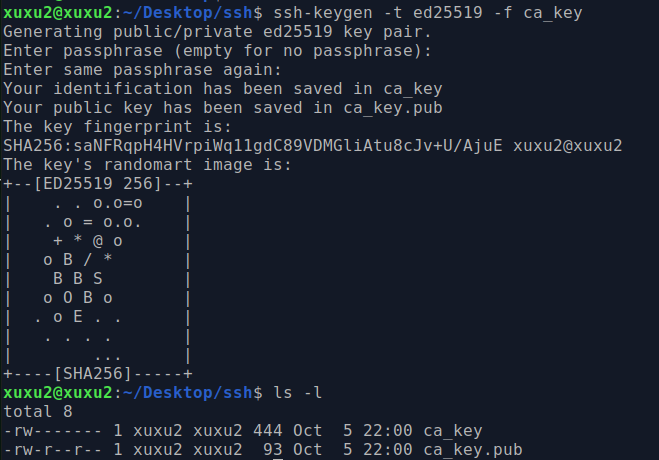 xuxu2@xuxu2:~/Desktop/ssh$ ssh-keygen -t ed25519 -f ca_key
Generating public/private ed25519 key pair.
Enter passphrase (empty for no passphrase):
Enter same passphrase again:
Your identification has been saved in ca_key
Your public key has been saved in ca_key.pub
The key fingerprint is:
SHA256:saNFRqpH4HVrpiWq11gdC89VDMGliAtu8cJv+U/AjuE xuxu2@xuxu2
The key's randomart image is:
+--[ED25519 256]--+
|    . . o.o=o    |
|   . o = o.o.    |
|    + * @ o      |
|   o B / *       |
|    B B S        |
|   o O B o       |
|  . o E . .      |
|   . . . .       |
|        ...      |
+----[SHA256]-----+
xuxu2@xuxu2:~/Desktop/ssh$ ls -l
total 8
-rw------- 1 xuxu2 xuxu2 444 Oct  5 22:00 ca_key
-rw-r--r-- 1 xuxu2 xuxu2  93 Oct  5 22:00 ca_key.pub